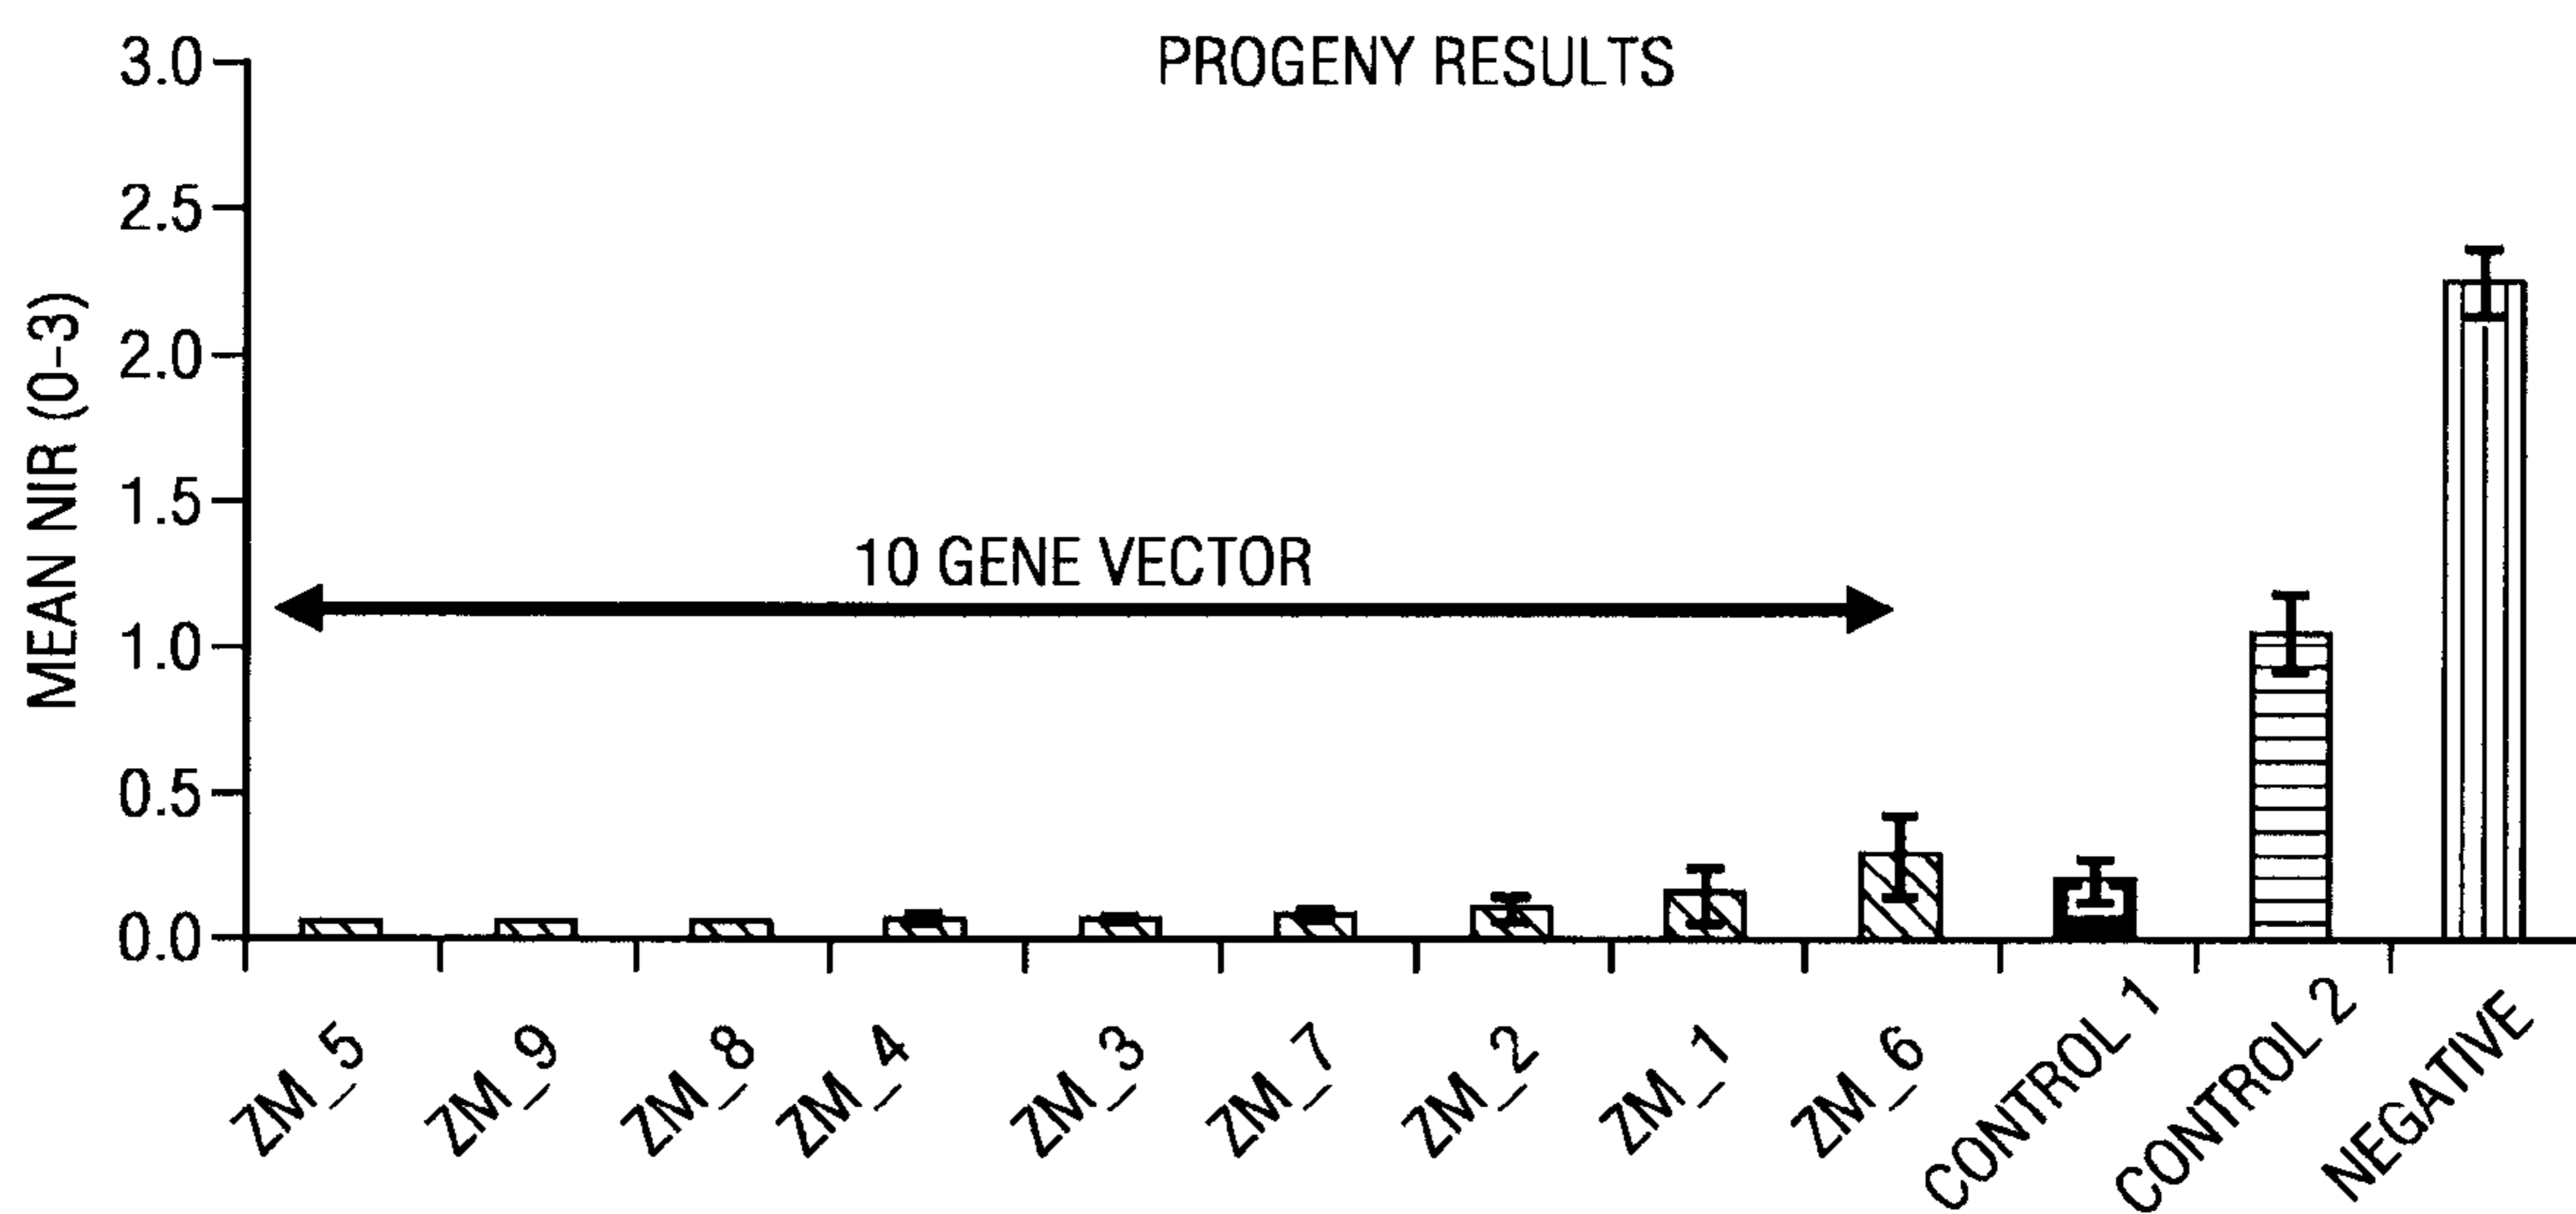 PROGENY RESULTS
3.0
2.5
2.0
1.5
1.0
0.5
0.0
MEAN NIR (0-3)
10 GENE VECTOR
ZM_5
ZM_9
ZM_8
ZM_4
ZM_3
ZM_7
ZM_2
ZM_1
ZM_6
CONTROL 1
CONTROL 2
NEGATIVE